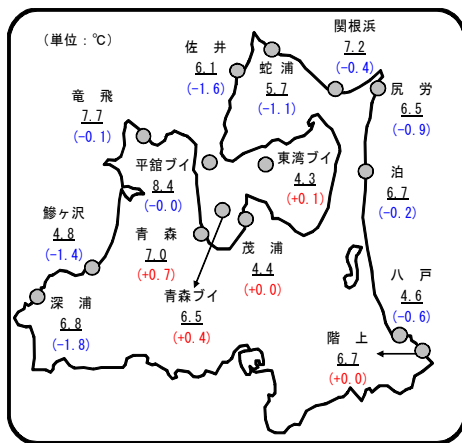 (単位:℃)
関根浜
7.2
(-0.4)
佐 井
6.1
(-1.6)
蛇 浦
5.7
(-1.1)
尻 労
6.5
(-0.9)
竜 飛
7.7
(-0.1)
平舘ブイ
8.4
(-0.0)
東湾ブイ
4.3
(+0.1)
泊
6.7
(-0.2)
鰺ヶ沢
4.8
(-1.4)
青 森
7.0
(+0.7)
茂 浦
4.4
(+0.0)
青森ブイ
6.5
(+0.4)
八 戸
4.6
(-0.6)
深 浦
6.8
(-1.8)
階 上
6.7
(+0.0)